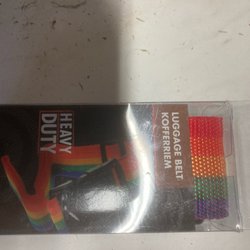 LUGGAGE BELT
KOFFERRIEM
HEAVY
DUTY